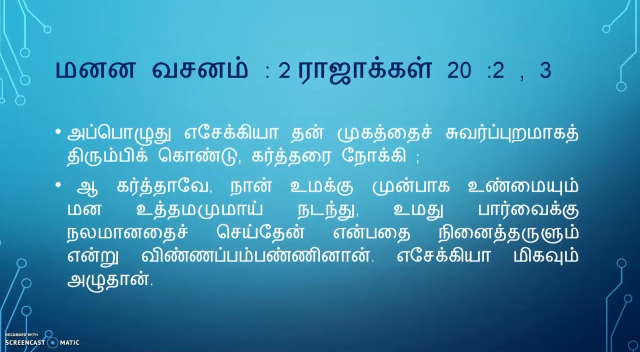 மனன வசனம் : 2 ராஜாக்கள் 20 :2 , 3
• அப்பொழுது எசேக்கியா தன் முகத்தைச் சுவர்ப்புறமாகத்
திரும்பிக் கொண்டு, கர்த்தரை நோக்கி ;
• ஆ கர்த்தாவே, நான் உமக்கு முன்பாக உண்மையும்
மன உத்தமமுமாய் நடந்து, உமது பார்வைக்கு
நலமானதைச் செய்தேன் என்பதை நினைத்தருளும்
என்று விண்ணப்பம்பண்ணினான். எசேக்கியா மிகவும்
அழுதான்.
RECORDED WITH
SCREENCAST MATIC